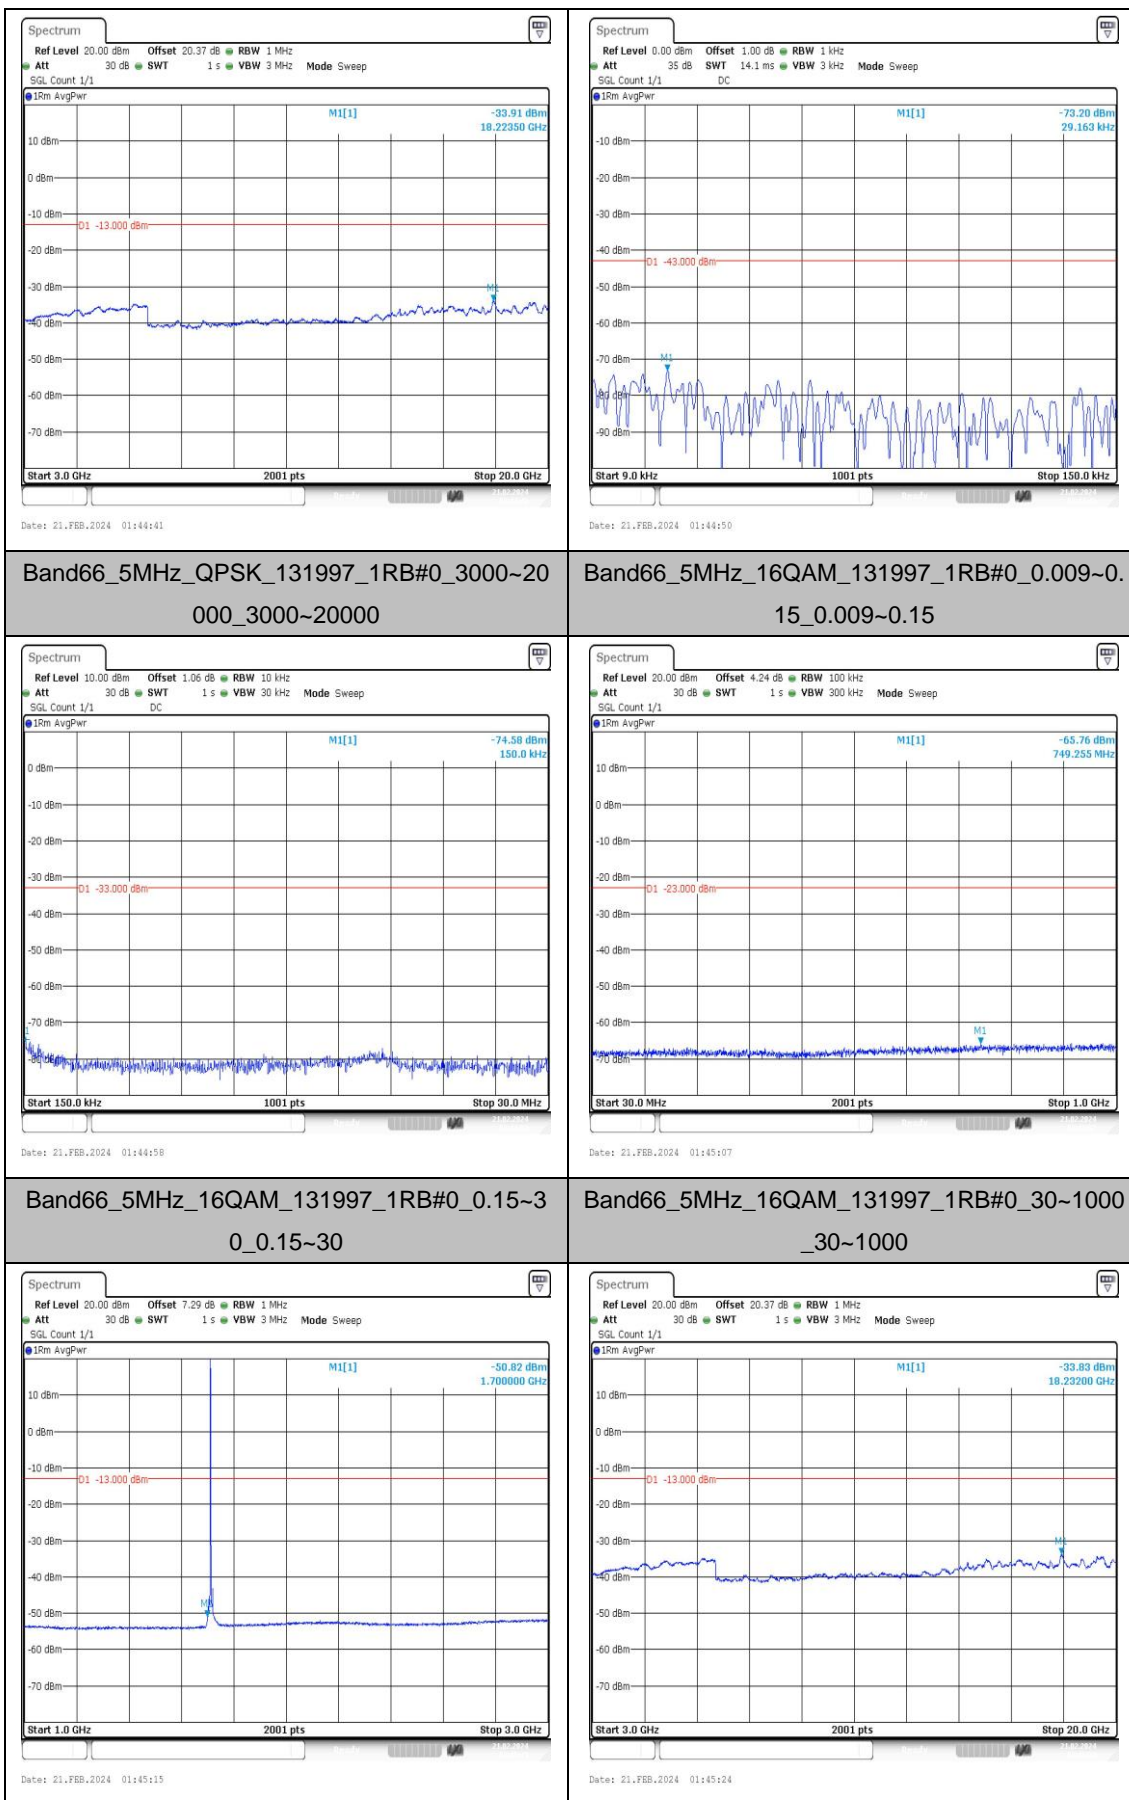 Spectrum
Ref Level 20.00 dBm Offset 20.37 dB RBW 1 MHz
Att 30 dB SWT 1 s VBW 3 MHz Mode Sweep
SGL Count 1/1
1Rm AvgPwr
M1[1] -33.91 dBm
18.22350 GHz
10 dBm
0 dBm
-10 dBm
D1 -13.000 dBm
-20 dBm
-30 dBm
M1
-40 dBm
-50 dBm
-60 dBm
-70 dBm
Start 3.0 GHz 2001 pts Stop 20.0 GHz
Date: 21.FEB.2024 01:44:41
Spectrum
Ref Level 0.00 dBm Offset 1.00 dB RBW 1 kHz
Att 35 dB SWT 14.1 ms VBW 3 kHz Mode Sweep
SGL Count 1/1 DC
1Rm AvgPwr
M1[1] -73.20 dBm
29.163 kHz
-10 dBm
-20 dBm
-30 dBm
-40 dBm
D1 -43.000 dBm
-50 dBm
-60 dBm
-70 dBm
M1
-80 dBm
-90 dBm
Start 9.0 kHz 1001 pts Stop 150.0 kHz
Date: 21.FEB.2024 01:44:50
Band66_5MHz_QPSK_131997_1RB#0_3000~20
000_3000~20000
Band66_5MHz_16QAM_131997_1RB#0_0.009~0.
15_0.009~0.15
Spectrum
Ref Level 10.00 dBm Offset 1.06 dB RBW 10 kHz
Att 30 dB SWT 1 s VBW 30 kHz Mode Sweep
SGL Count 1/1 DC
1Rm AvgPwr
M1[1] -74.58 dBm
150.0 kHz
0 dBm
-10 dBm
-20 dBm
-30 dBm
D1 -33.000 dBm
-40 dBm
-50 dBm
-60 dBm
-70 dBm
-80 dBm
Start 150.0 kHz 1001 pts Stop 30.0 MHz
Date: 21.FEB.2024 01:44:58
Spectrum
Ref Level 20.00 dBm Offset 4.24 dB RBW 100 kHz
Att 30 dB SWT 1 s VBW 300 kHz Mode Sweep
SGL Count 1/1
1Rm AvgPwr
M1[1] -65.76 dBm
749.255 MHz
10 dBm
0 dBm
-10 dBm
-20 dBm
D1 -23.000 dBm
-30 dBm
-40 dBm
-50 dBm
-60 dBm
M1
-70 dBm
Start 30.0 MHz 2001 pts Stop 1.0 GHz
Date: 21.FEB.2024 01:45:07
Band66_5MHz_16QAM_131997_1RB#0_0.15~3
0_0.15~30
Band66_5MHz_16QAM_131997_1RB#0_30~1000
_30~1000
Spectrum
Ref Level 20.00 dBm Offset 7.29 dB RBW 1 MHz
Att 30 dB SWT 1 s VBW 3 MHz Mode Sweep
SGL Count 1/1
1Rm AvgPwr
M1[1] -50.82 dBm
1.700000 GHz
10 dBm
0 dBm
-10 dBm
D1 -13.000 dBm
-20 dBm
-30 dBm
-40 dBm
-50 dBm
-60 dBm
-70 dBm
Start 1.0 GHz 2001 pts Stop 3.0 GHz
Date: 21.FEB.2024 01:45:15
Spectrum
Ref Level 20.00 dBm Offset 20.37 dB RBW 1 MHz
Att 30 dB SWT 1 s VBW 3 MHz Mode Sweep
SGL Count 1/1
1Rm AvgPwr
M1[1] -33.83 dBm
18.23200 GHz
10 dBm
0 dBm
-10 dBm
D1 -13.000 dBm
-20 dBm
-30 dBm
M1
-40 dBm
-50 dBm
-60 dBm
-70 dBm
Start 3.0 GHz 2001 pts Stop 20.0 GHz
Date: 21.FEB.2024 01:45:24